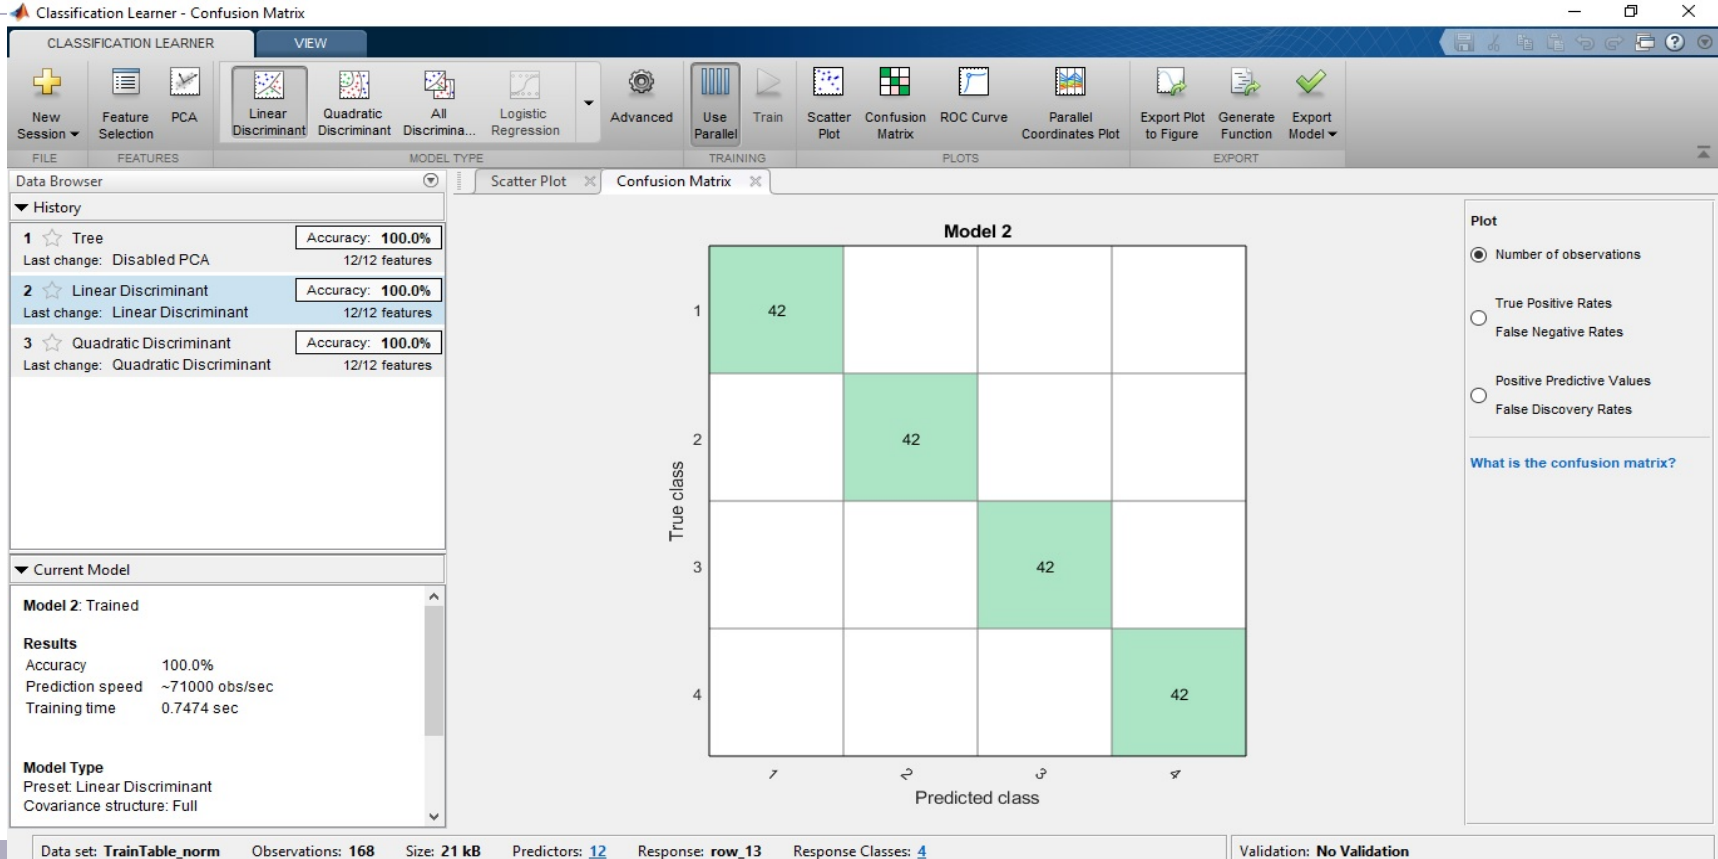 Classification Learner - Confusion Matrix
CLASSIFICATION LEARNER VIEW
New Session
Feature Selection
PCA
Linear Discriminant
Quadratic Discriminant
All Discrimina...
Logistic Regression
Advanced
Use Parallel
Train
Scatter Plot
Confusion Matrix
ROC Curve
Parallel Coordinates Plot
Export Plot to Figure
Generate Function
Export Model
FILE FEATURES MODEL TYPE TRAINING PLOTS EXPORT
Data Browser
Scatter Plot Confusion Matrix
History
1 Tree Accuracy: 100.0%
Last change: Disabled PCA 12/12 features
2 Linear Discriminant Accuracy: 100.0%
Last change: Linear Discriminant 12/12 features
3 Quadratic Discriminant Accuracy: 100.0%
Last change: Quadratic Discriminant 12/12 features
Current Model
Model 2: Trained
Results
Accuracy 100.0%
Prediction speed ~71000 obs/sec
Training time 0.7474 sec
Model Type
Preset: Linear Discriminant
Covariance structure: Full
Model 2
True class
1 42
2 42
3 42
4 42
1 2 3 4
Predicted class
Plot
Number of observations
True Positive Rates
False Negative Rates
Positive Predictive Values
False Discovery Rates
What is the confusion matrix?
Data set: TrainTable_norm Observations: 168 Size: 21 kB Predictors: 12 Response: row_13 Response Classes: 4 Validation: No Validation